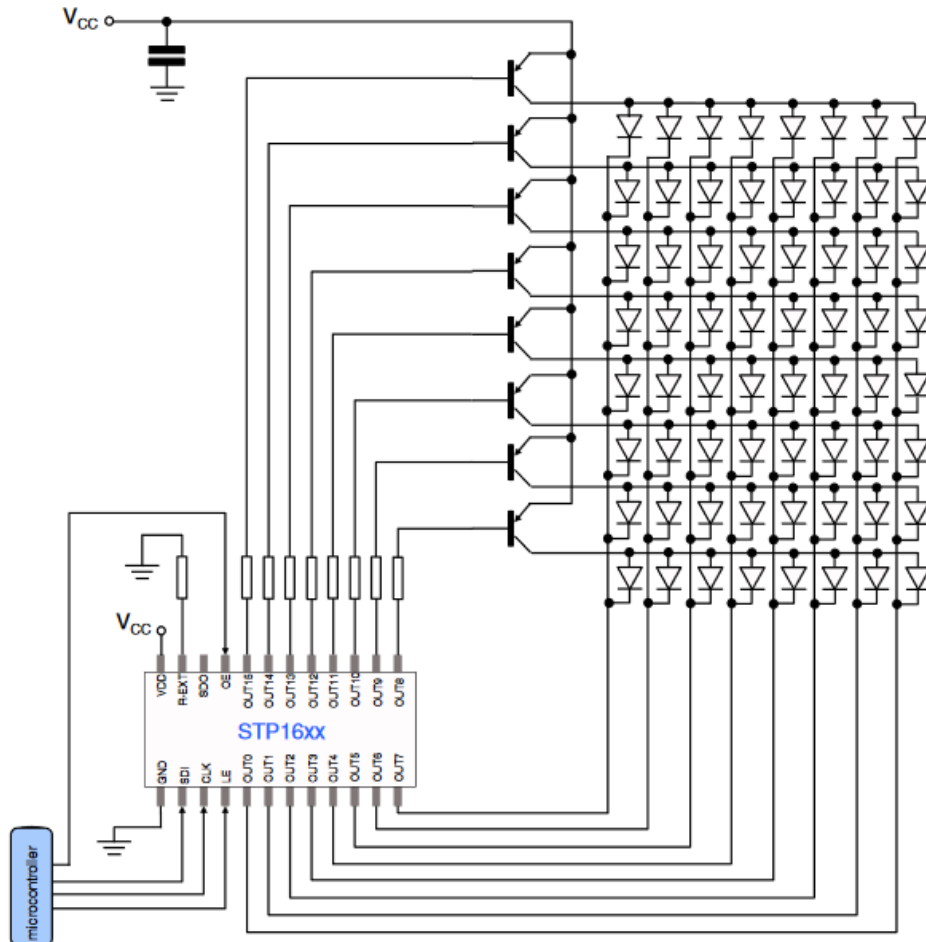 VCC
VCC
VDD
R-EXT
SDO
OE
OUT15
OUT14
OUT13
OUT12
OUT11
OUT10
OUT9
OUT8
STP16xx
GND
SDI
CLK
LE
OUT0
OUT1
OUT2
OUT3
OUT4
OUT5
OUT6
OUT7
microcontroller